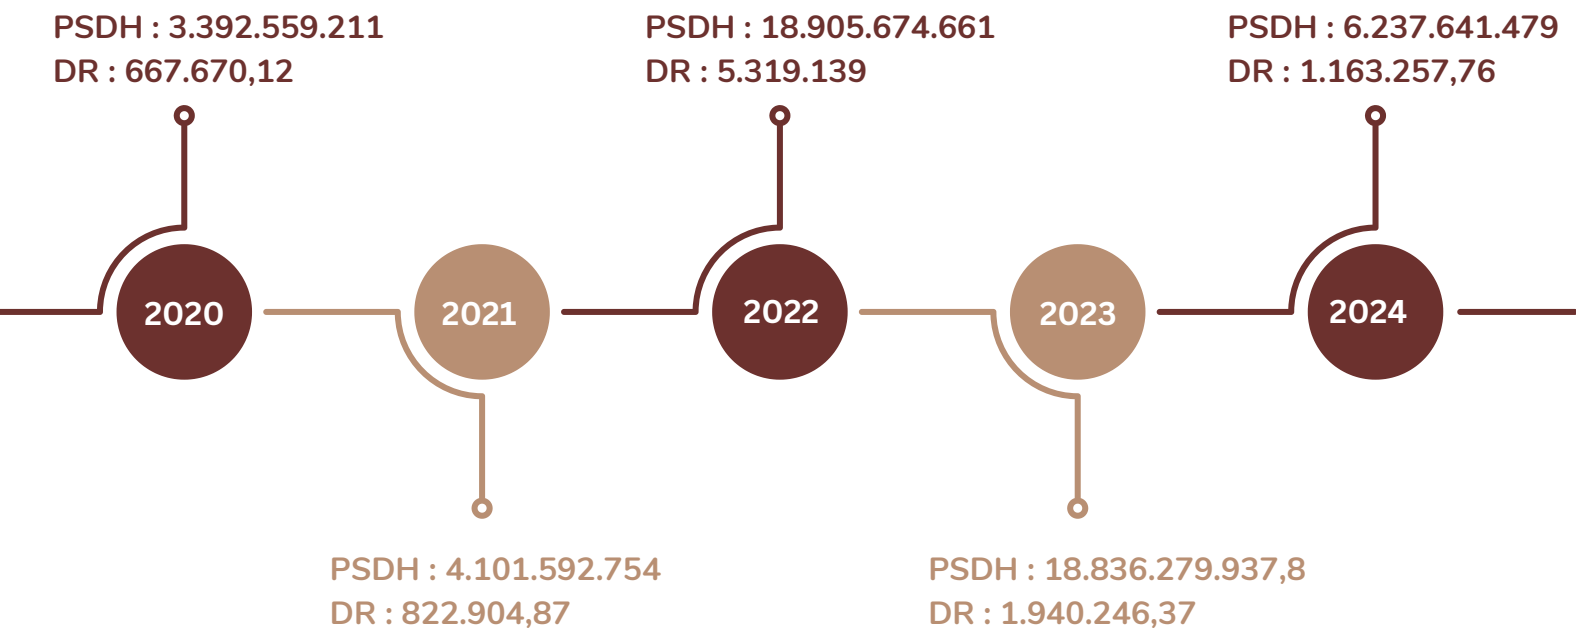 PSDH : 3.392.559.211
DR : 667.670,12
PSDH : 18.905.674.661
DR : 5.319.139
PSDH : 6.237.641.479
DR : 1.163.257,76
2020
2021
2022
2023
2024
PSDH : 4.101.592.754
DR : 822.904,87
PSDH : 18.836.279.937,8
DR : 1.940.246,37